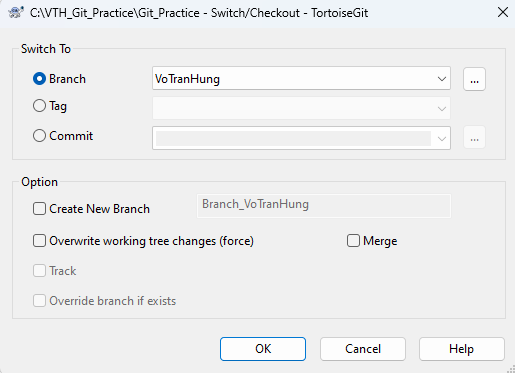 C:\VTH_Git_Practice\Git_Practice - Switch/Checkout - TortoiseGit
Switch To
Branch
VoTranHung
...
Tag
Commit
...
Option
Create New Branch
Branch_VoTranHung
Overwrite working tree changes (force)
Merge
Track
Override branch if exists
OK
Cancel
Help